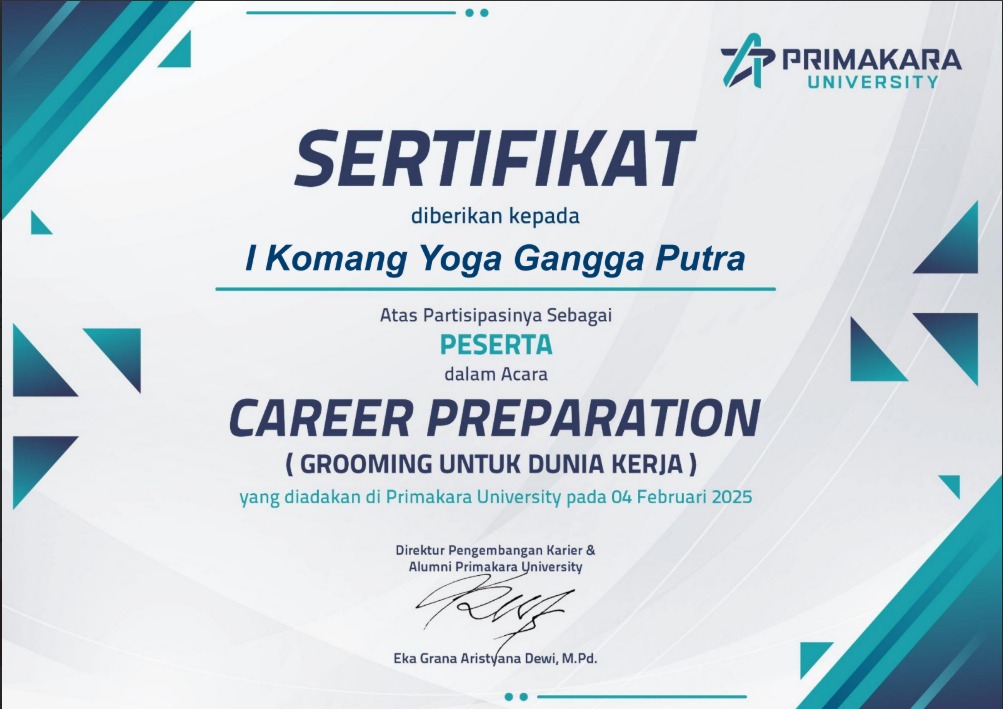 PRIMAKARA
UNIVERSITY
SERTIFIKAT
diberikan kepada
I Komang Yoga Gangga Putra
Atas Partisipasinya Sebagai
PESERTA
dalam Acara
CAREER PREPARATION
( GROOMING UNTUK DUNIA KERJA )
yang diadakan di Primakara University pada 04 Februari 2025
Direktur Pengembangan Karier &
Alumni Primakara University
Eka Grana Aristyana Dewi, M.Pd.